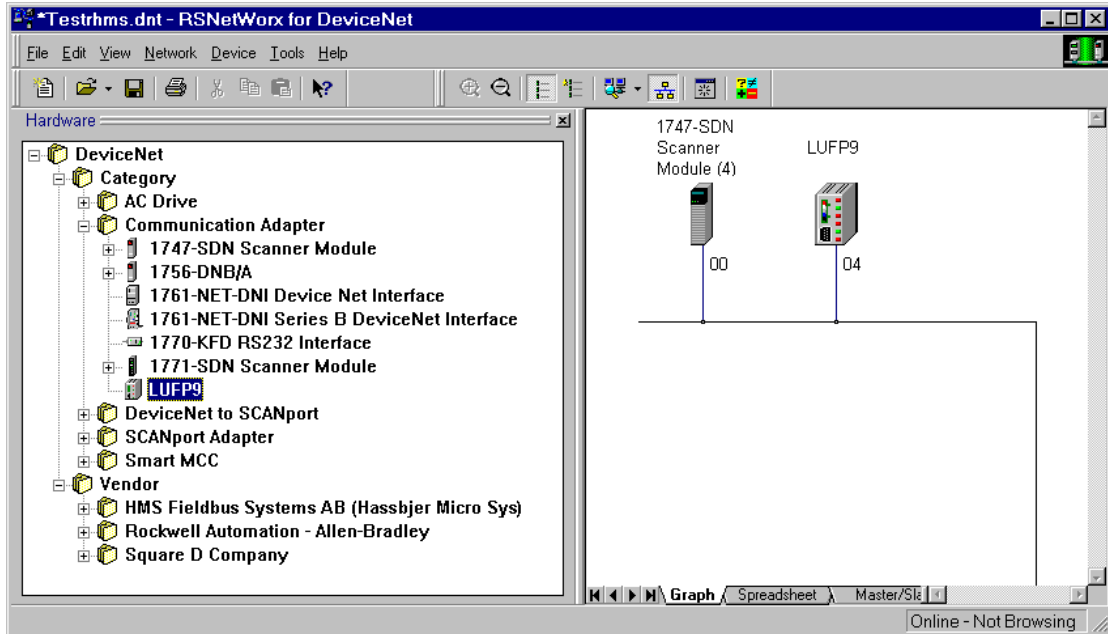 *Testrhms.dnt - RSNetWorx for DeviceNet
File Edit View Network Device Tools Help
Hardware
DeviceNet
Category
AC Drive
Communication Adapter
1747-SDN Scanner Module
1756-DNB/A
1761-NET-DNI Device Net Interface
1761-NET-DNI Series B DeviceNet Interface
1770-KFD RS232 Interface
1771-SDN Scanner Module
LUFP9
DeviceNet to SCANport
SCANport Adapter
Smart MCC
Vendor
HMS Fieldbus Systems AB (Hassbjer Micro Sys)
Rockwell Automation - Allen-Bradley
Square D Company
1747-SDN
Scanner
Module (4)
LUFP9
00
04
Graph Spreadsheet Master/Sla
Online - Not Browsing